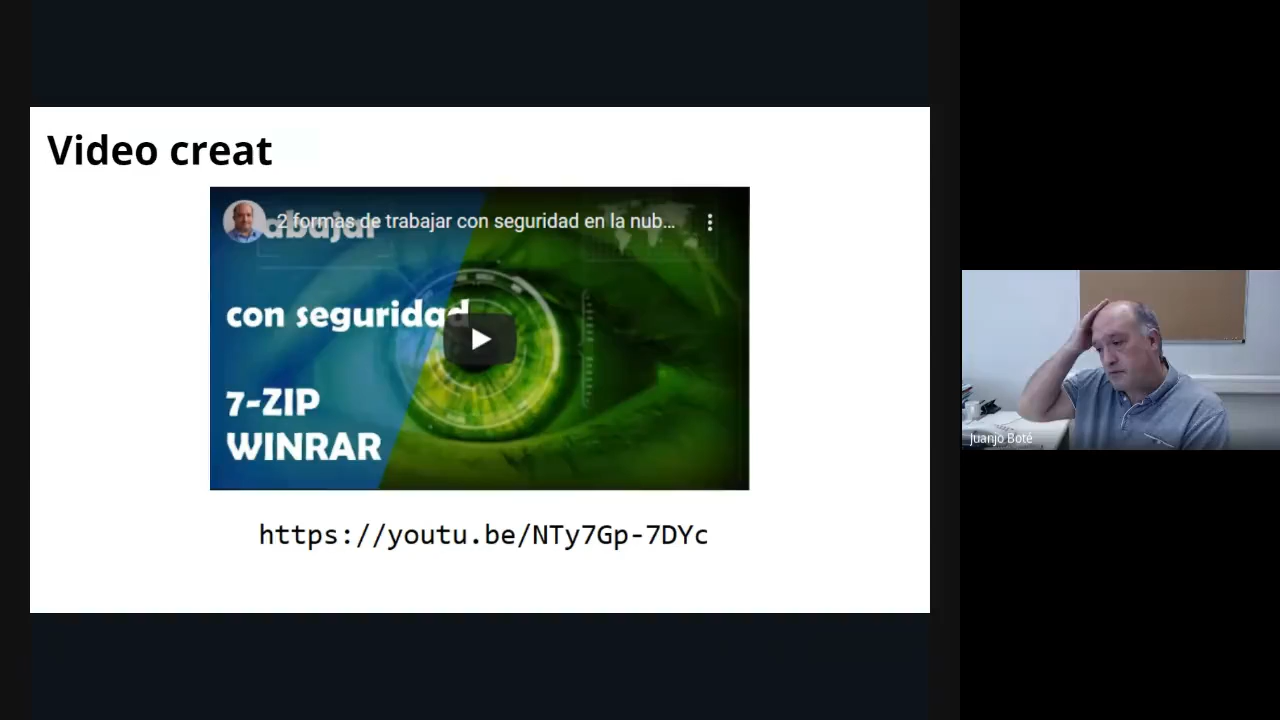 Video creat
2 formas de trabajar con seguridad en la nub...
abajar
con seguridad
7-ZIP
WINRAR
https://youtu.be/NTy7Gp-7DYc
Juanjo Boté